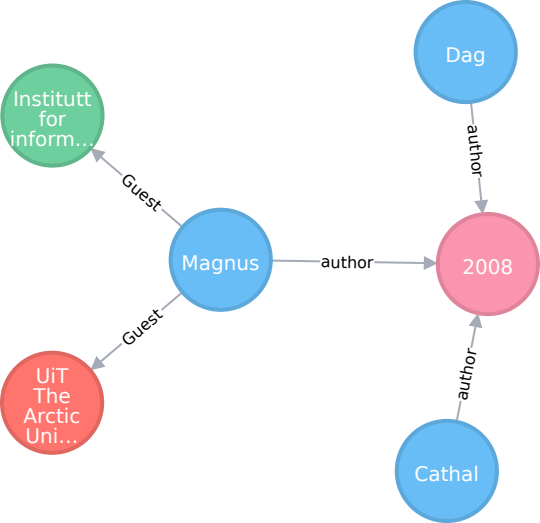 Dag
author
Institutt
for
inform…
Guest
Magnus
author
2008
Guest
UiT
The
Arctic
Uni…
author
Cathal